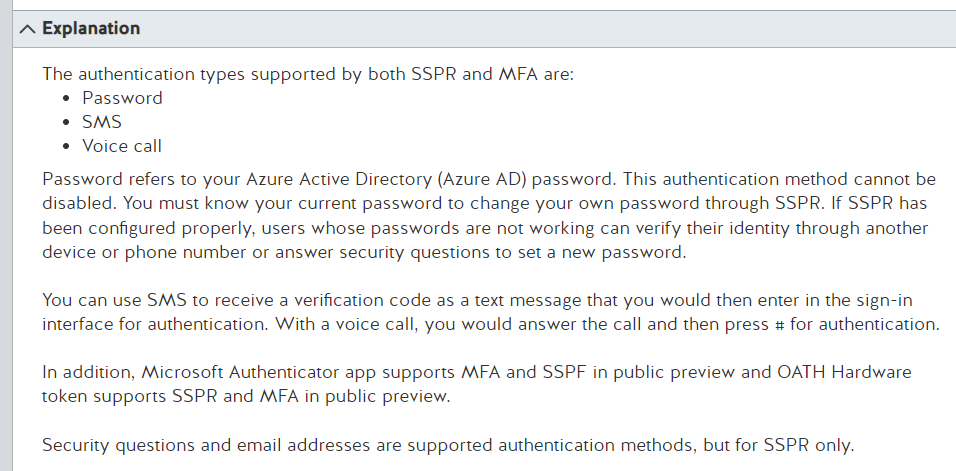 Explanation
The authentication types supported by both SSPR and MFA are:
• Password
• SMS
• Voice call
Password refers to your Azure Active Directory (Azure AD) password. This authentication method cannot be
disabled. You must know your current password to change your own password through SSPR. If SSPR has
been configured properly, users whose passwords are not working can verify their identity through another
device or phone number or answer security questions to set a new password.
You can use SMS to receive a verification code as a text message that you would then enter in the sign-in
interface for authentication. With a voice call, you would answer the call and then press # for authentication.
In addition, Microsoft Authenticator app supports MFA and SSPF in public preview and OATH Hardware
token supports SSPR and MFA in public preview.
Security questions and email addresses are supported authentication methods, but for SSPR only.